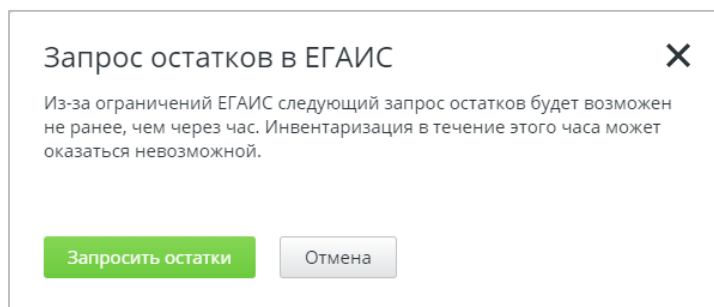 Запрос остатков в ЕГАИС
Из-за ограничений ЕГАИС следующий запрос остатков будет возможен
не ранее, чем через час. Инвентаризация в течение этого часа может
оказаться невозможной.
Запросить остатки
Отмена